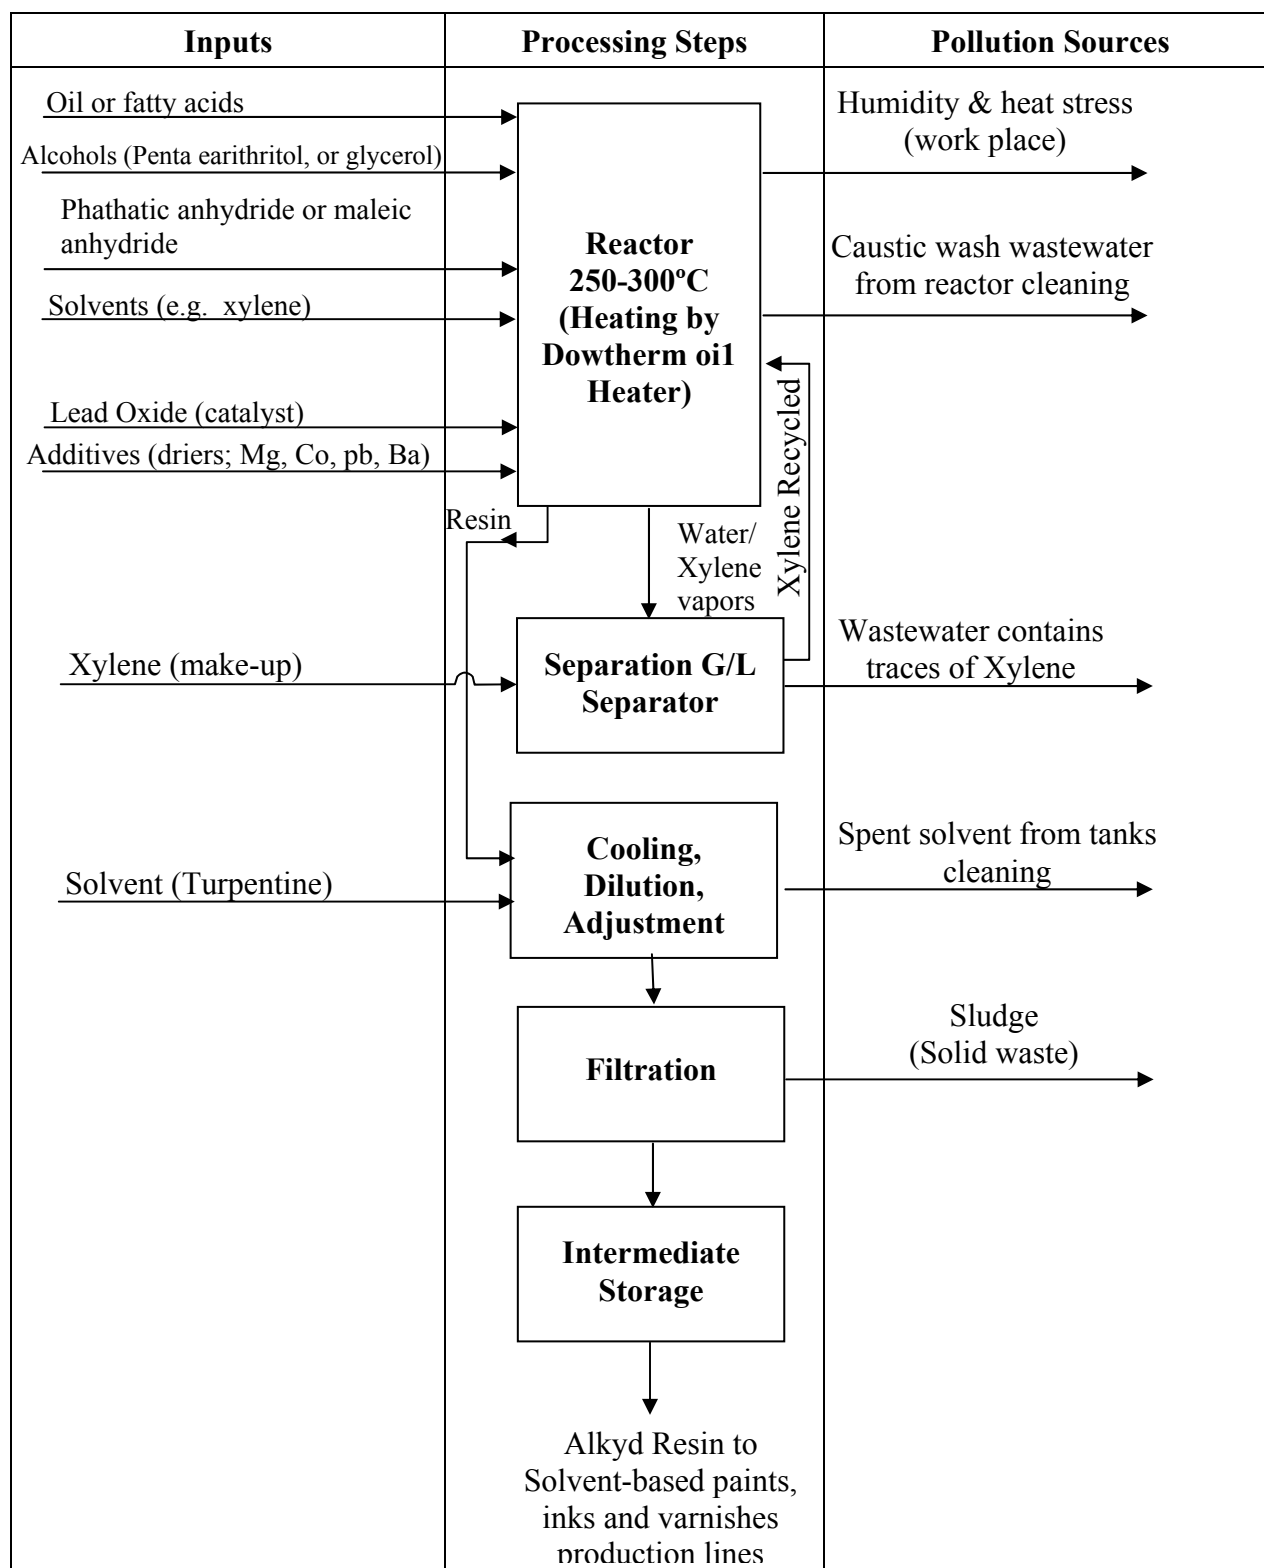 Inputs
Processing Steps
Pollution Sources
Oil or fatty acids
Alcohols (Penta earithritol, or glycerol)
Phathatic anhydride or maleic
anhydride
Solvents (e.g. xylene)
Lead Oxide (catalyst)
Additives (driers; Mg, Co, pb, Ba)
Reactor
250-300ºC
(Heating by
Dowtherm oi1
Heater)
Humidity & heat stress
(work place)
Caustic wash wastewater
from reactor cleaning
Resin
Water/
Xylene
vapors
Xylene Recycled
Xylene (make-up)
Separation G/L
Separator
Wastewater contains
traces of Xylene
Solvent (Turpentine)
Cooling,
Dilution,
Adjustment
Spent solvent from tanks
cleaning
Filtration
Sludge
(Solid waste)
Intermediate
Storage
Alkyd Resin to
Solvent-based paints,
inks and varnishes
production lines